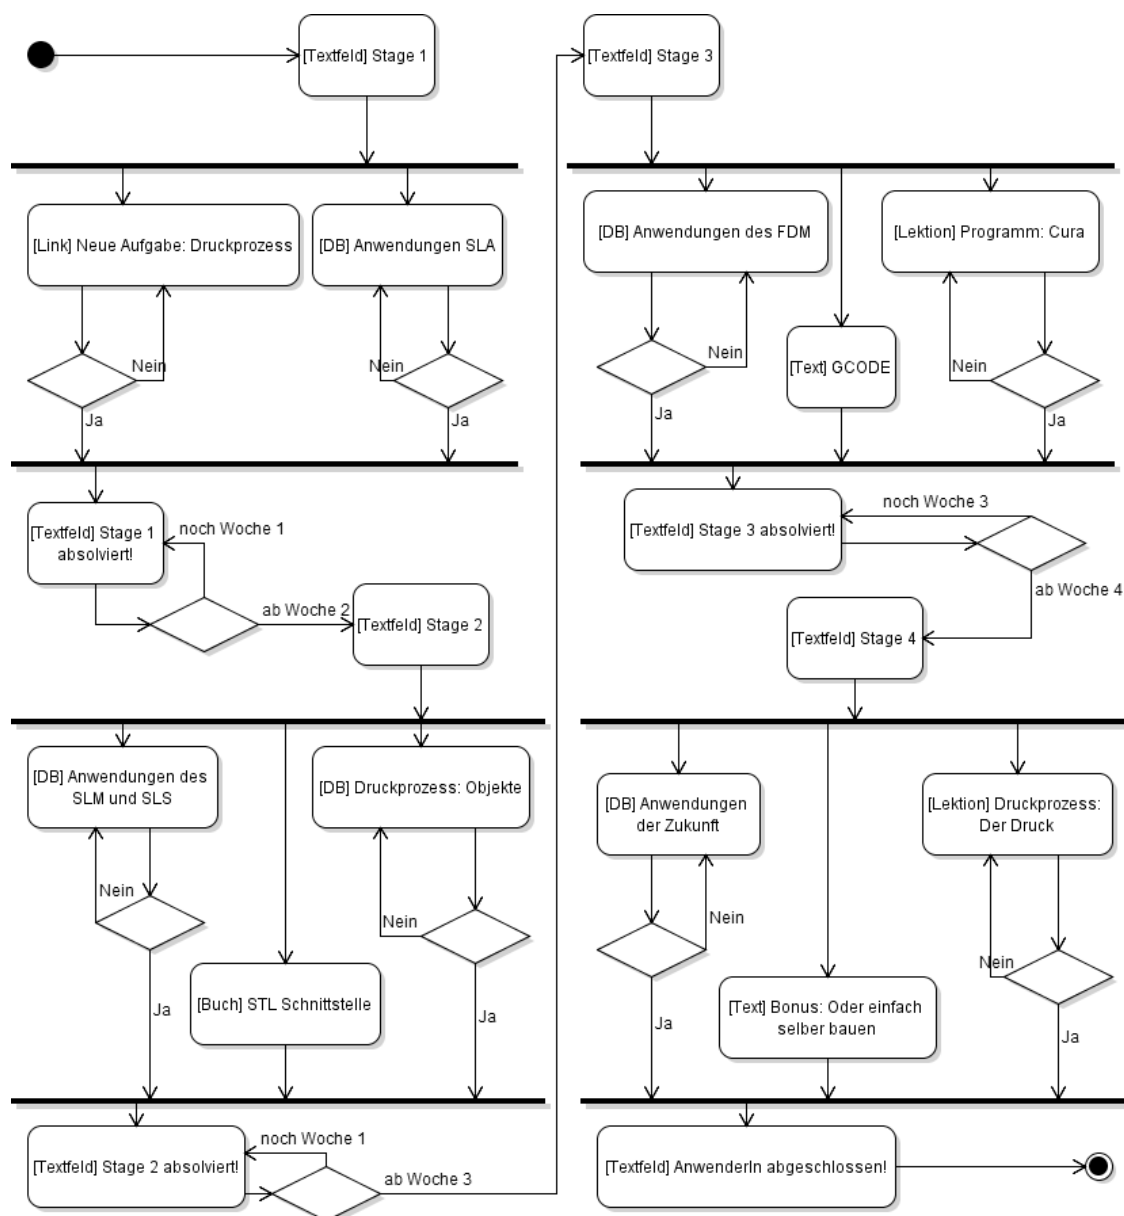 [Textfeld] Stage 1
[Link] Neue Aufgabe: Druckprozess
[DB] Anwendungen SLA
Nein
Nein
Ja
Ja
[Textfeld] Stage 1
absolviert!
noch Woche 1
ab Woche 2
[Textfeld] Stage 2
[DB] Anwendungen des
SLM und SLS
[DB] Druckprozess: Objekte
Nein
Nein
[Buch] STL Schnittstelle
Ja
Ja
[Textfeld] Stage 2 absolviert!
noch Woche 1
ab Woche 3
[Textfeld] Stage 3
[DB] Anwendungen des FDM
[Lektion] Programm: Cura
Nein
[Text] GCODE
Nein
Ja
Ja
[Textfeld] Stage 3 absolviert!
noch Woche 3
ab Woche 4
[Textfeld] Stage 4
[DB] Anwendungen
der Zukunft
[Lektion] Druckprozess:
Der Druck
Nein
Nein
[Text] Bonus: Oder einfach
selber bauen
Ja
Ja
[Textfeld] AnwenderIn abgeschlossen!